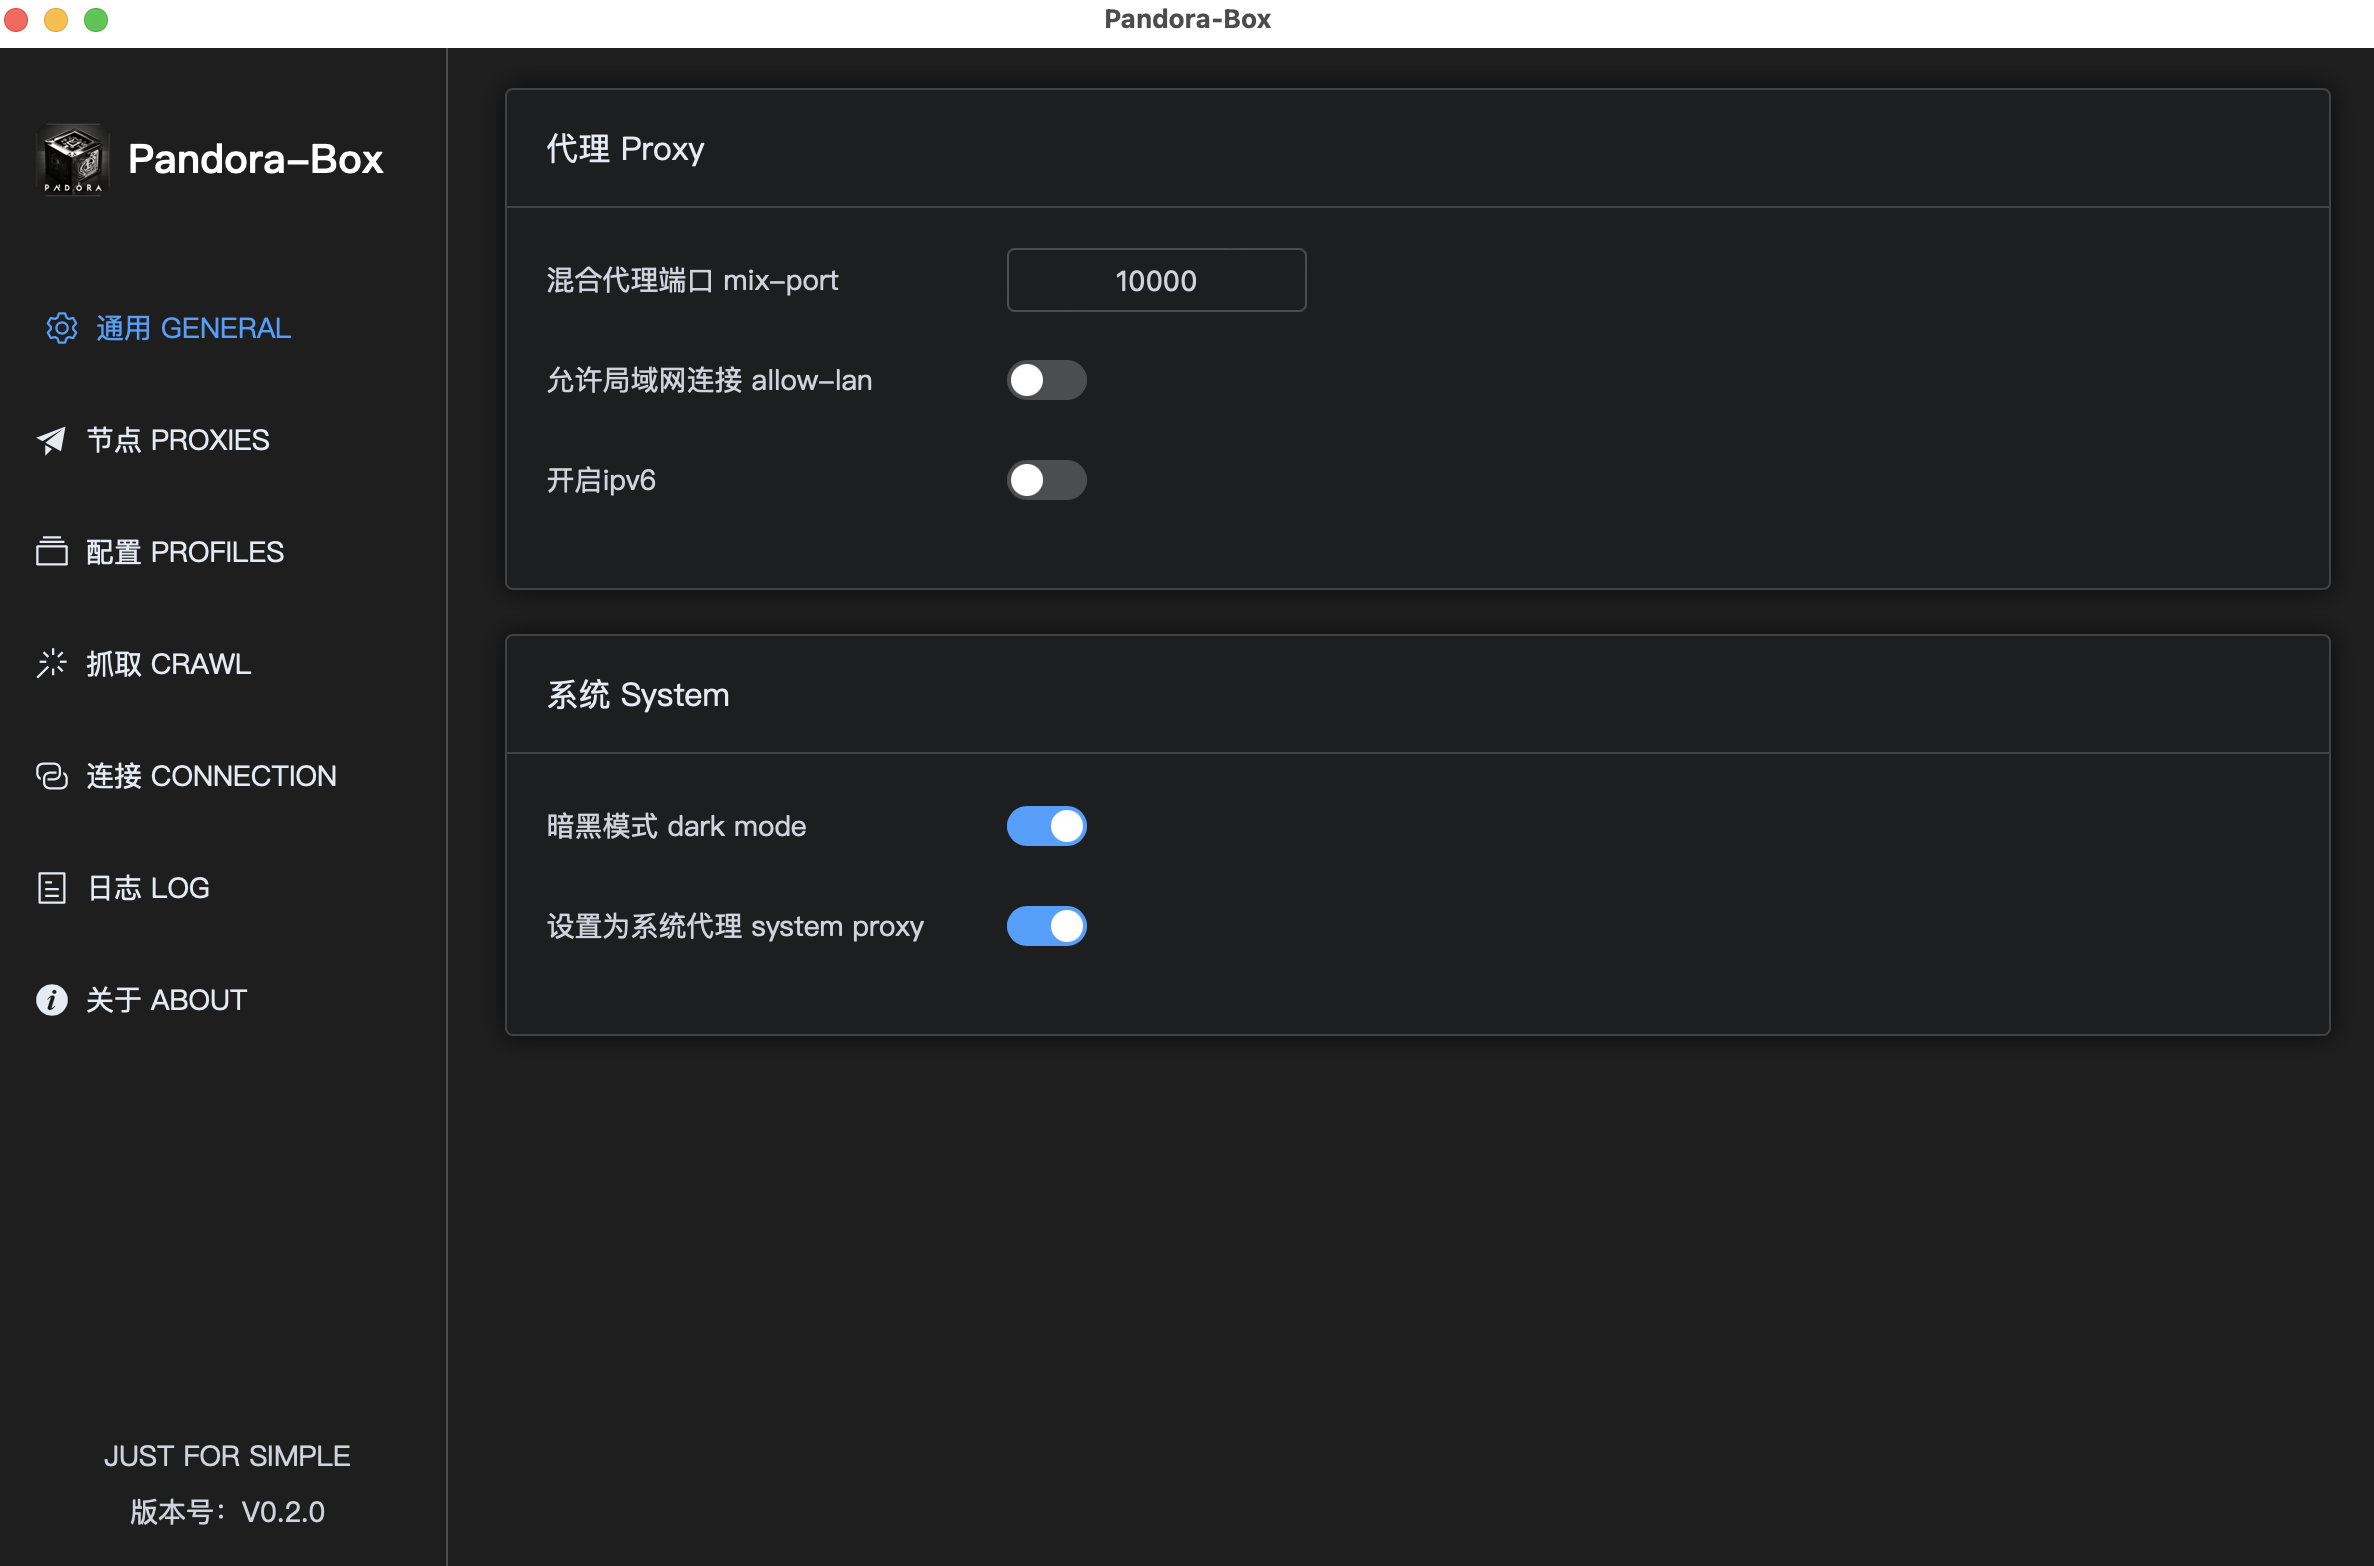 Pandora-Box
PANDORA
Pandora-Box
通用 GENERAL
节点 PROXIES
配置 PROFILES
抓取 CRAWL
连接 CONNECTION
日志 LOG
关于 ABOUT
JUST FOR SIMPLE
版本号：V0.2.0
代理 Proxy
混合代理端口 mix-port
10000
允许局域网连接 allow-lan
开启ipv6
系统 System
暗黑模式 dark mode
设置为系统代理 system proxy